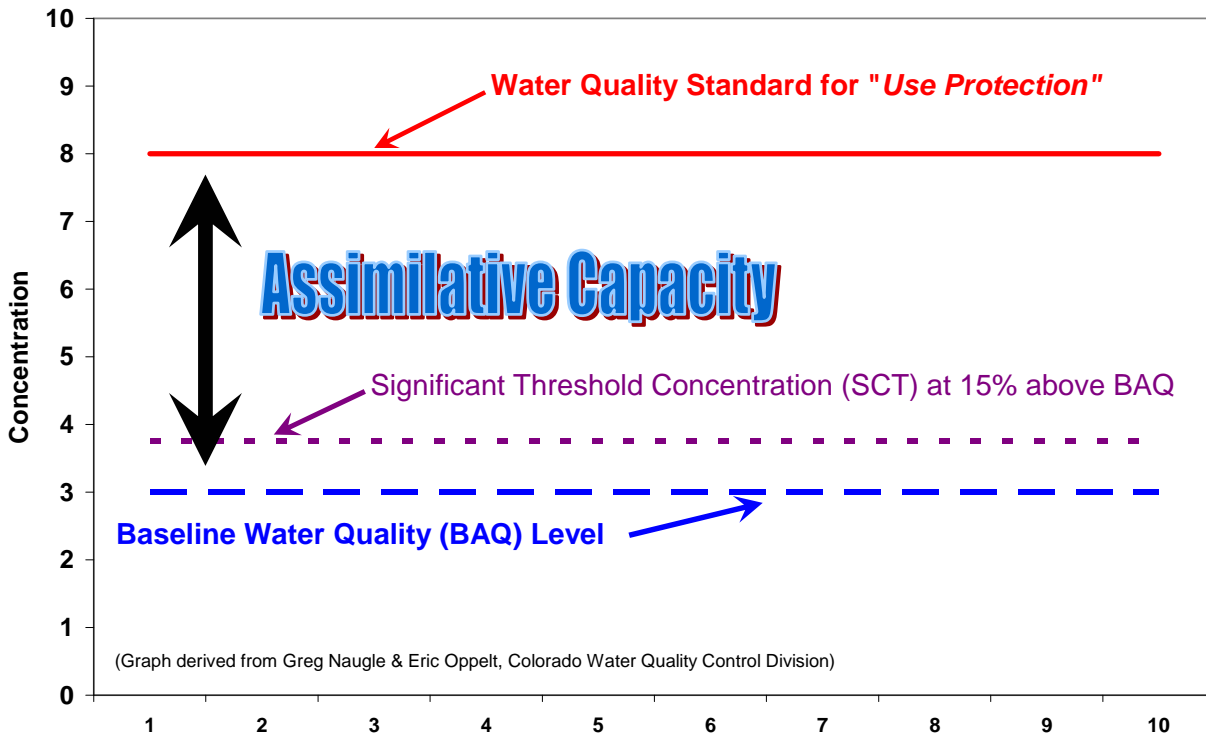 10
9
8
7
6
5
4
3
2
1
0
Concentration
Water Quality Standard for "Use Protection"
Assimilative Capacity
Significant Threshold Concentration (SCT) at 15% above BAQ
Baseline Water Quality (BAQ) Level
(Graph derived from Greg Naugle & Eric Oppelt, Colorado Water Quality Control Division)
1 2 3 4 5 6 7 8 9 10